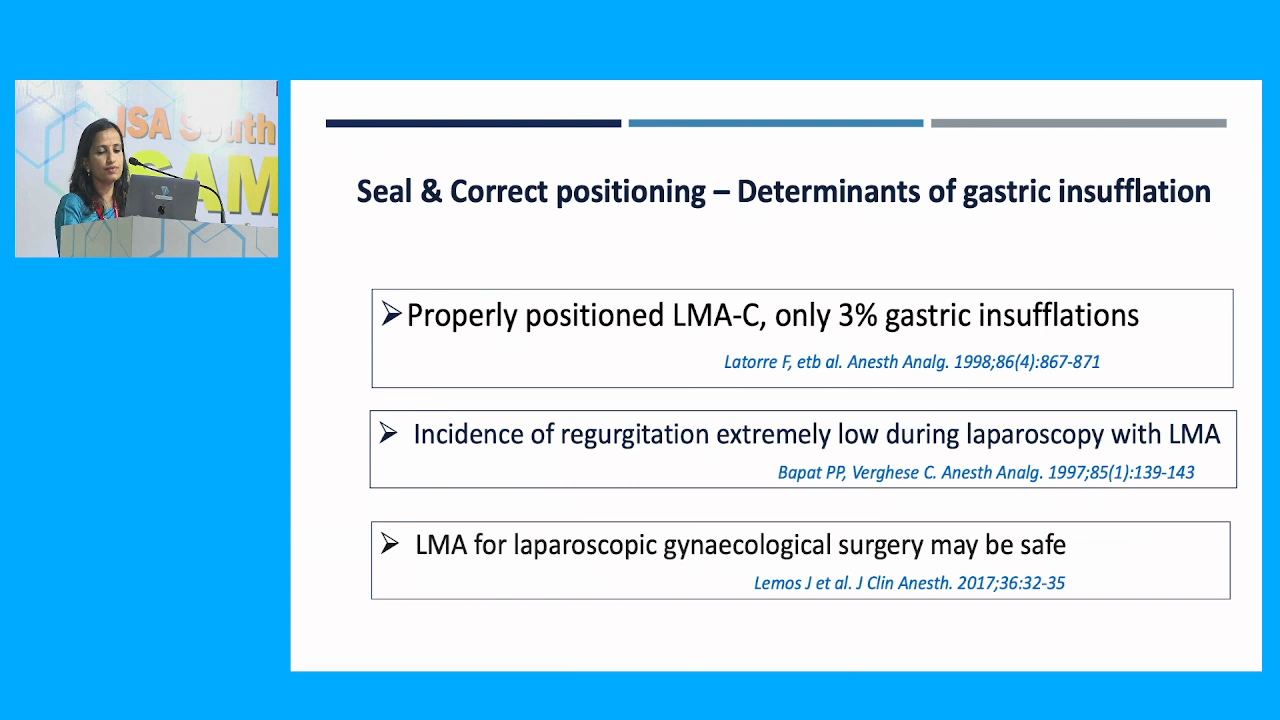 ISA South
GAM
Seal & Correct positioning – Determinants of gastric insufflation
➢Properly positioned LMA-C, only 3% gastric insufflations
Latorre F, etb al. Anesth Analg. 1998;86(4):867-871
➢ Incidence of regurgitation extremely low during laparoscopy with LMA
Bapat PP, Verghese C. Anesth Analg. 1997;85(1):139-143
➢ LMA for laparoscopic gynaecological surgery may be safe
Lemos J et al. J Clin Anesth. 2017;36:32-35